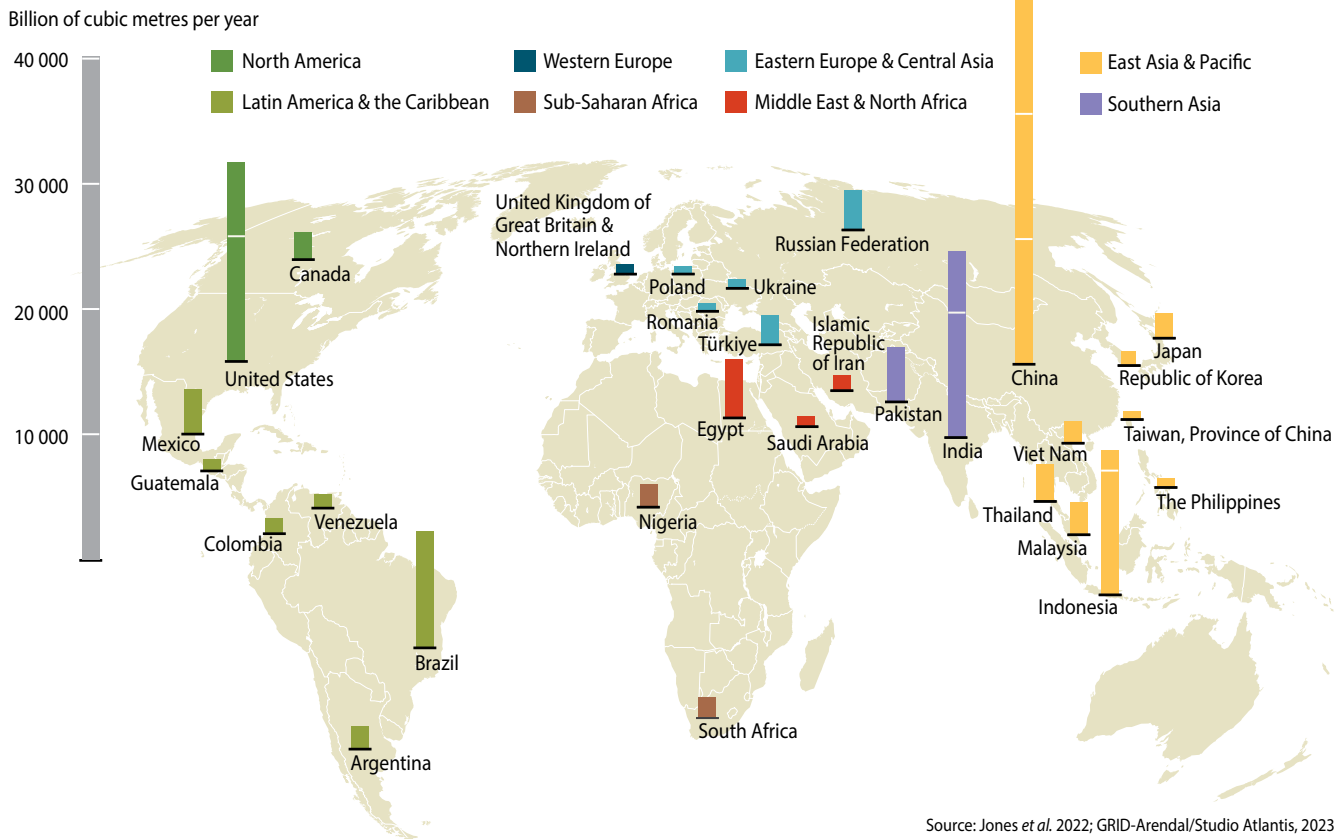 Billion of cubic metres per year
40 000
30 000
20 000
10 000
North America
Latin America & the Caribbean
Western Europe
Sub-Saharan Africa
Eastern Europe & Central Asia
Middle East & North Africa
East Asia & Pacific
Southern Asia
United States
Canada
Mexico
Guatemala
Colombia
Venezuela
Brazil
Argentina
United Kingdom of
Great Britain &
Northern Ireland
Poland
Ukraine
Romania
Türkiye
Russian Federation
Islamic
Republic
of Iran
Egypt
Saudi Arabia
Pakistan
India
Nigeria
South Africa
China
Japan
Republic of Korea
Taiwan, Province of China
Viet Nam
Thailand
The Philippines
Malaysia
Indonesia
Source: Jones et al. 2022; GRID-Arendal/Studio Atlantis, 2023